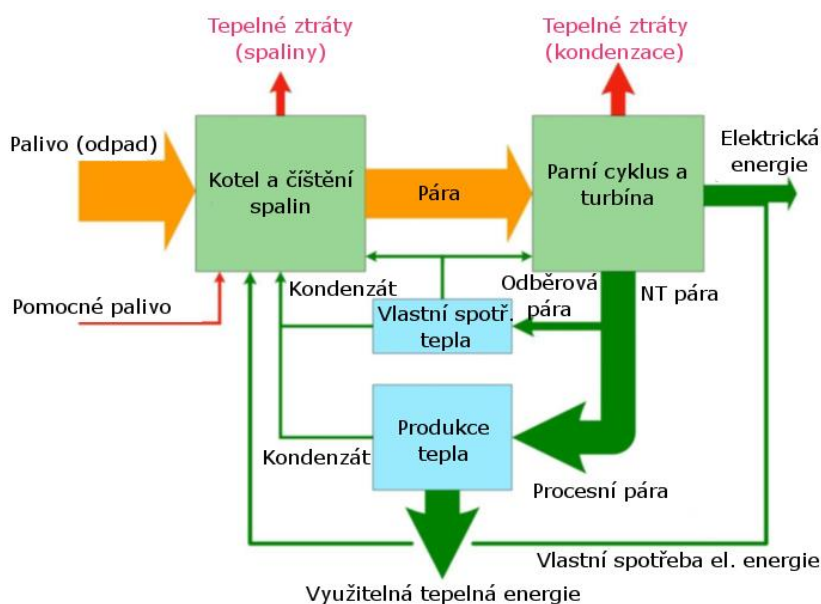 Tepelné ztráty
(spaliny)
Tepelné ztráty
(kondenzace)
Palivo (odpad)
Kotel a číštění
spalin
Pára
Parní cyklus a
turbína
Elektrická
energie
Pomocné palivo
Kondenzát
Vlastní spotř.
tepla
Odběrová
pára
NT pára
Produkce
tepla
Kondenzát
Procesní pára
Vlastní spotřeba el. energie
Využitelná tepelná energie